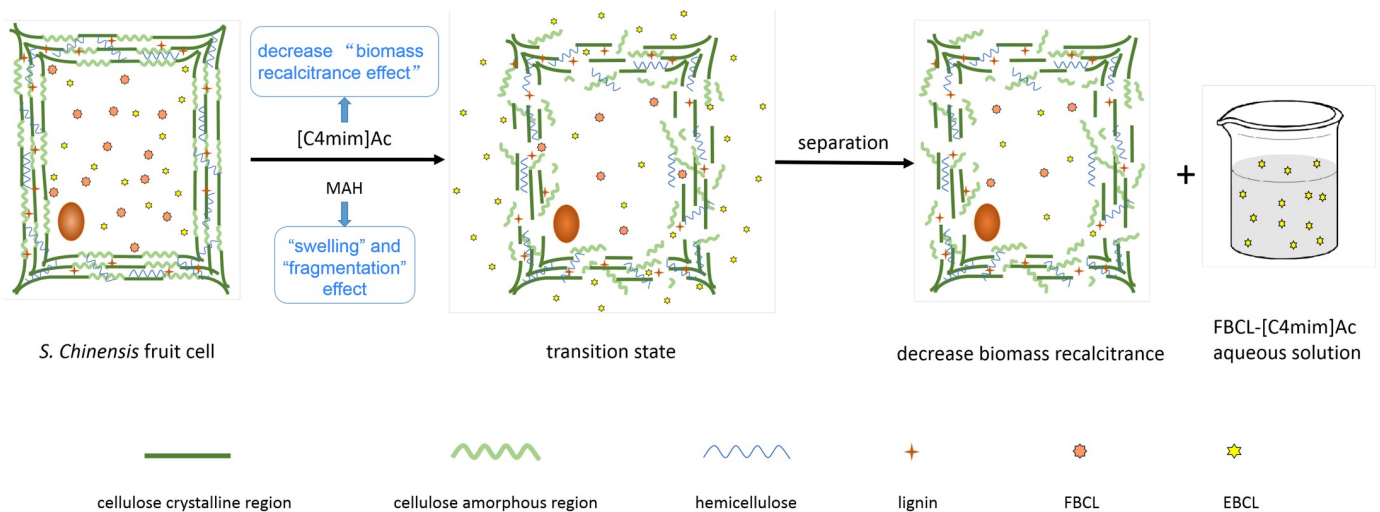 decrease “biomass
recalcitrance effect”
[C4mim]Ac
MAH
“swelling” and
“fragmentation”
effect
separation
+
S. Chinensis fruit cell
transition state
decrease biomass recalcitrance
FBCL-[C4mim]Ac
aqueous solution
cellulose crystalline region
cellulose amorphous region
hemicellulose
lignin
FBCL
EBCL